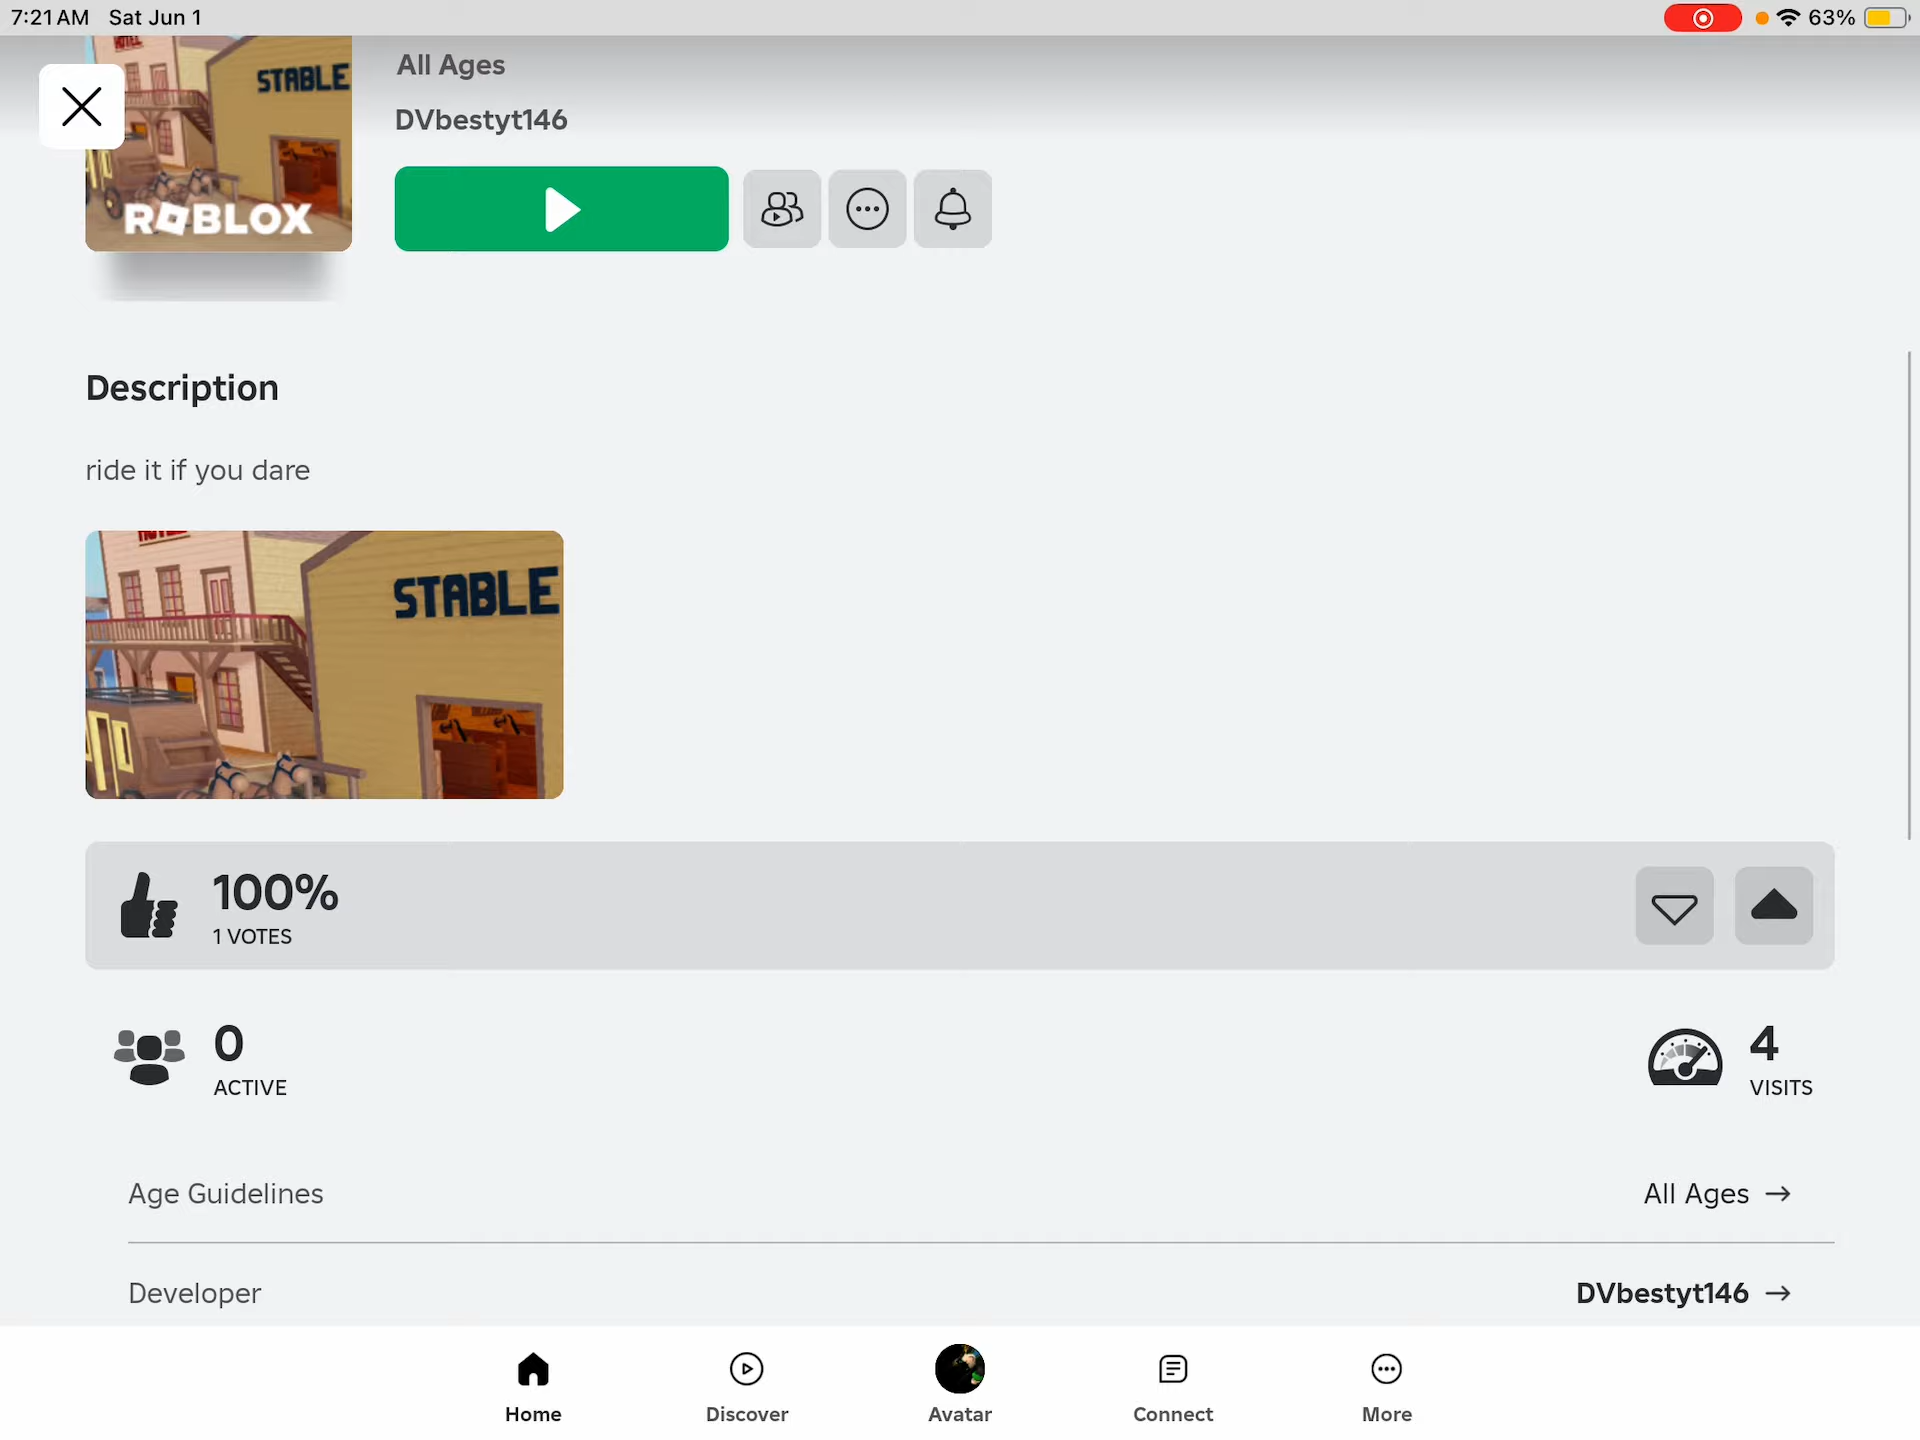 7:21 AM Sat Jun 1
63%
STABLE
ROBLOX
All Ages
DVbestyt146
Description
ride it if you dare
HOTEL
STABLE
100%
1 VOTES
0
ACTIVE
4
VISITS
Age Guidelines
All Ages →
Developer
DVbestyt146 →
Home
Discover
Avatar
Connect
More